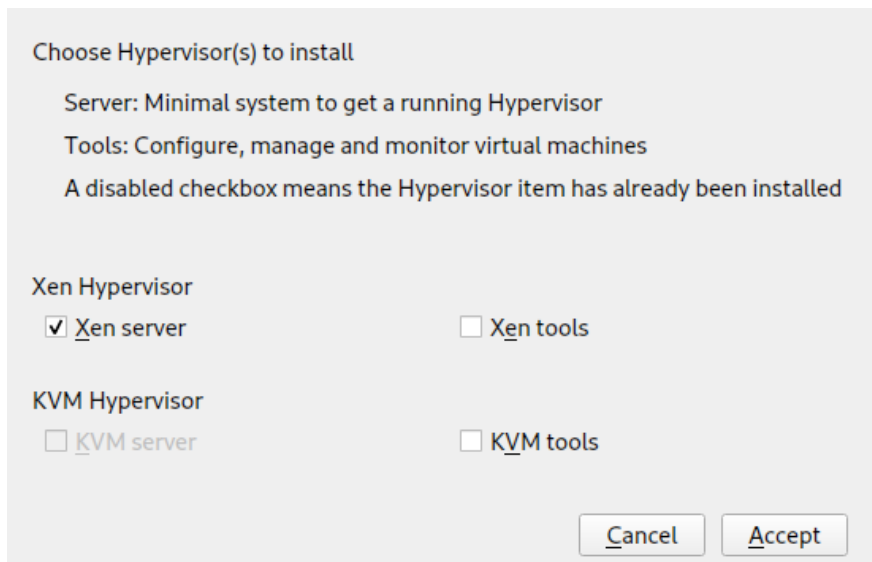 Choose Hypervisor(s) to install
Server: Minimal system to get a running Hypervisor
Tools: Configure, manage and monitor virtual machines
A disabled checkbox means the Hypervisor item has already been installed
Xen Hypervisor
Xen server
Xen tools
KVM Hypervisor
KVM server
KVM tools
Cancel
Accept